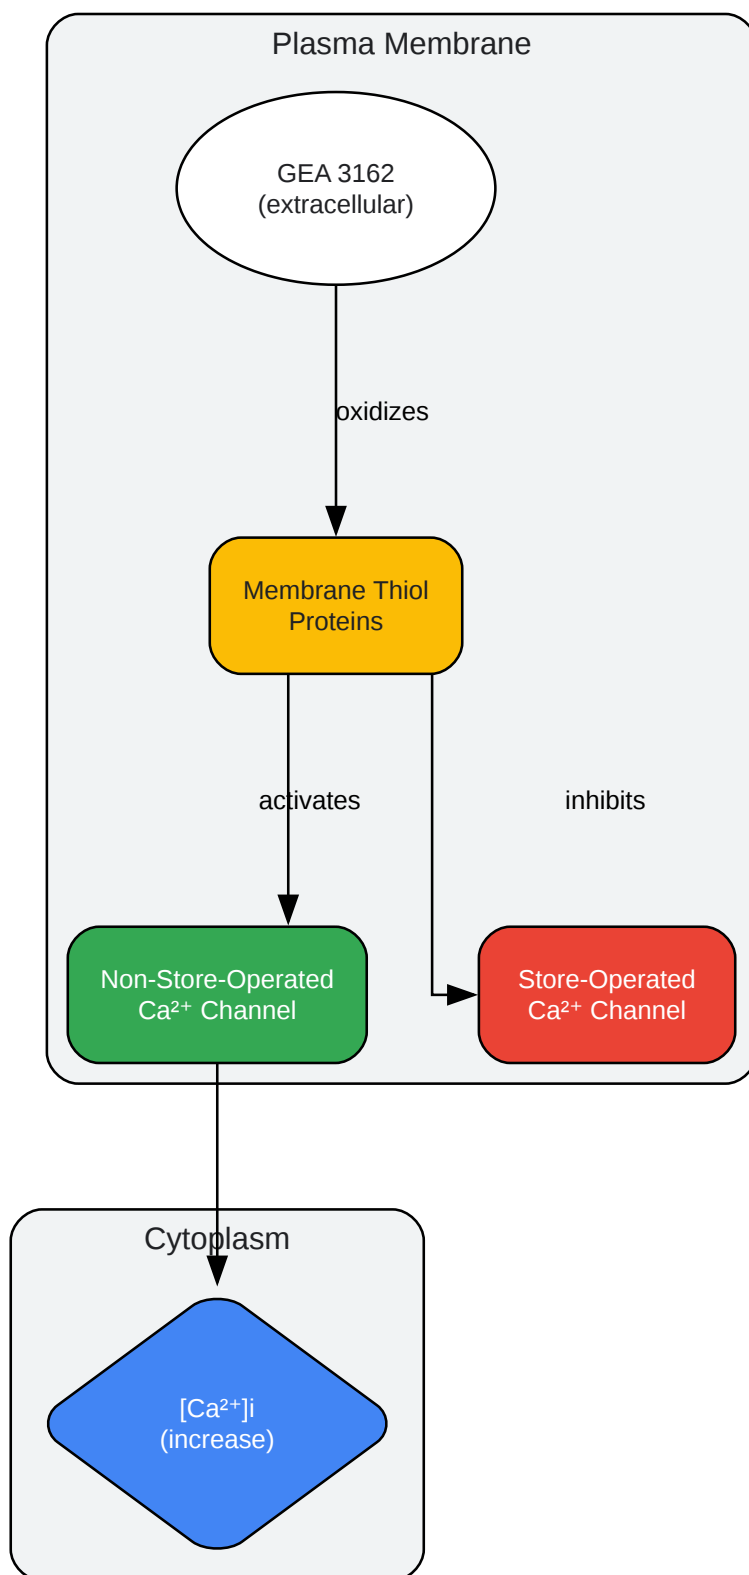 Plasma Membrane
GEA 3162
(extracellular)
oxidizes
Membrane Thiol
Proteins
activates
inhibits
Non-Store-Operated
Ca²⁺ Channel
Store-Operated
Ca²⁺ Channel
Cytoplasm
[Ca²⁺]i
(increase)